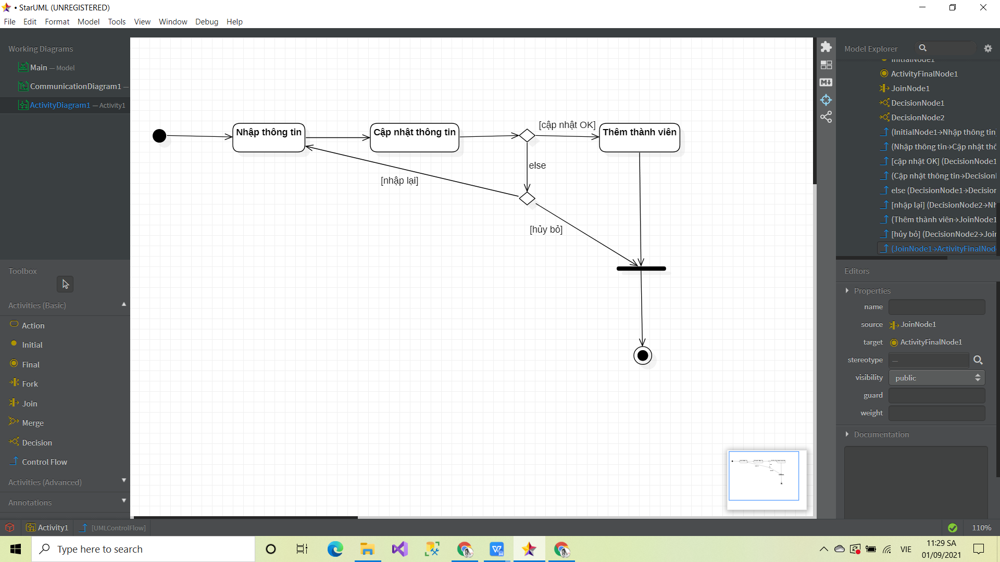 • StarUML (UNREGISTERED)
File Edit Format Model Tools View Window Debug Help
Working Diagrams
Main — Model
CommunicationDiagram1 —
ActivityDiagram1 — Activity1
Toolbox
Activities (Basic)
Action
Initial
Final
Fork
Join
Merge
Decision
Control Flow
Activities (Advanced)
Annotations
Nhập thông tin
Cập nhật thông tin
[cập nhật OK]
Thêm thành viên
else
[nhập lại]
[hủy bỏ]
Model Explorer
InitialNode1
ActivityFinalNode1
JoinNode1
DecisionNode1
DecisionNode2
(InitialNode1→Nhập thông tin)
(Nhập thông tin→Cập nhật thô
[cập nhật OK] (DecisionNode1
(Cập nhật thông tin→Decision
else (DecisionNode1→Decision
[nhập lại] (DecisionNode2→Nh
(Thêm thành viên→JoinNode1
[hủy bỏ] (DecisionNode2→Join
(JoinNode1→ActivityFinalNode
Editors
Properties
name
source JoinNode1
target ActivityFinalNode1
stereotype —
visibility public
guard
weight
Documentation
Activity1 [UMLControlFlow]
110%
Type here to search
VIE
11:29 SA
01/09/2021